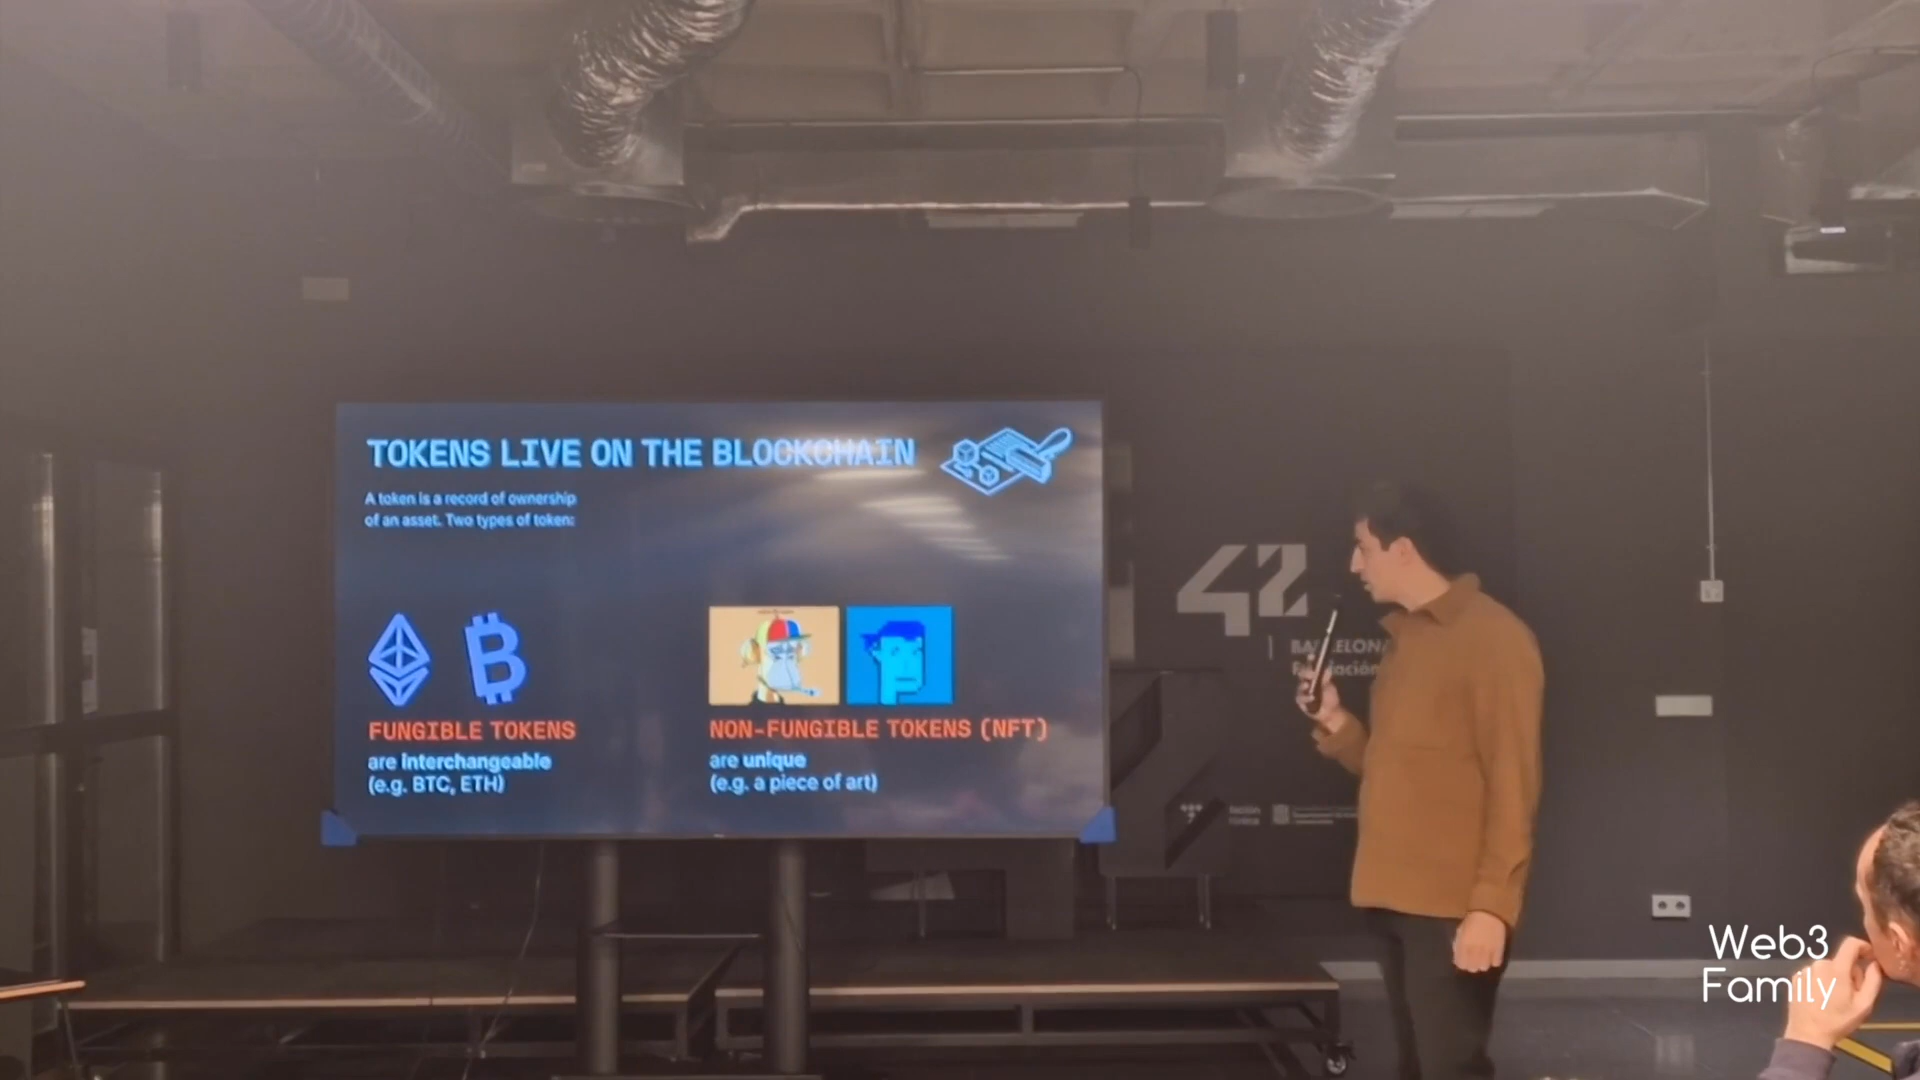 TOKENS LIVE ON THE BLOCKCHAIN
A token is a record of ownership
of an asset. Two types of token:
FUNGIBLE TOKENS
are interchangeable
(e.g. BTC, ETH)
NON-FUNGIBLE TOKENS (NFT)
are unique
(e.g. a piece of art)
42
Web3
Family